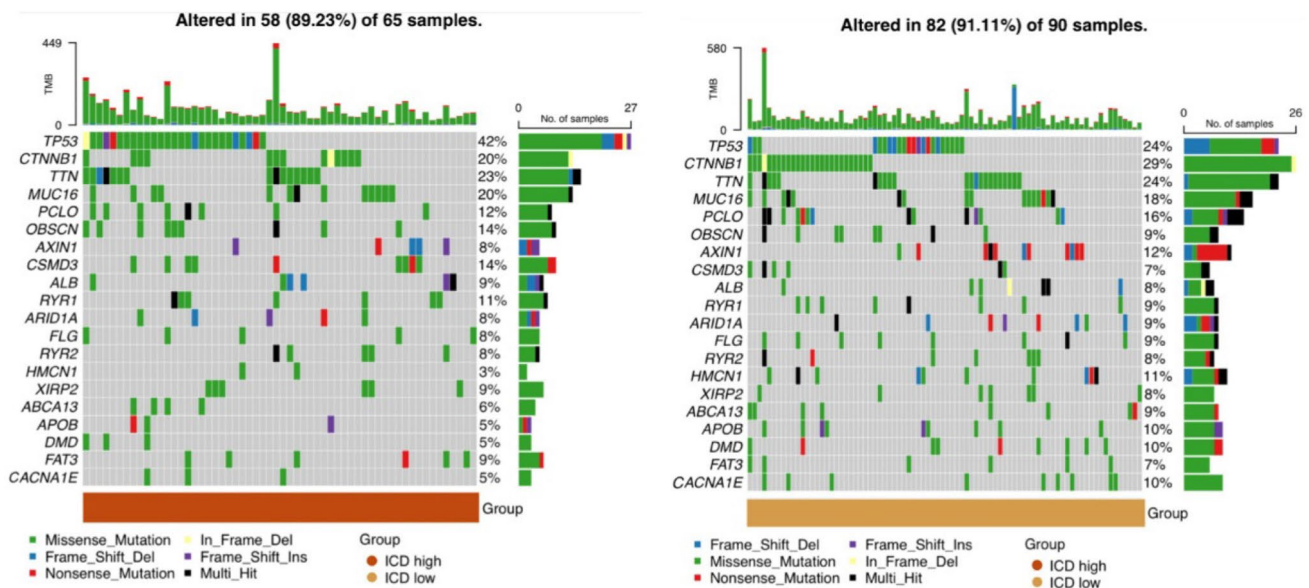 Altered in 58 (89.23%) of 65 samples.
449
TMB
0
0 27
No. of samples
TP53 42%
CTNNB1 20%
TTN 23%
MUC16 20%
PCLO 12%
OBSCN 14%
AXIN1 8%
CSMD3 14%
ALB 9%
RYR1 11%
ARID1A 8%
FLG 8%
RYR2 8%
HMCN1 3%
XIRP2 9%
ABCA13 6%
APOB 5%
DMD 5%
FAT3 9%
CACNA1E 5%
Group
Missense_Mutation In_Frame_Del Group
Frame_Shift_Del Frame_Shift_Ins ICD high
Nonsense_Mutation Multi_Hit ICD low
Altered in 82 (91.11%) of 90 samples.
580
TMB
0
0 26
No. of samples
TP53 24%
CTNNB1 29%
TTN 24%
MUC16 18%
PCLO 16%
OBSCN 9%
AXIN1 12%
CSMD3 7%
ALB 8%
RYR1 9%
ARID1A 9%
FLG 9%
RYR2 8%
HMCN1 11%
XIRP2 8%
ABCA13 9%
APOB 10%
DMD 10%
FAT3 7%
CACNA1E 10%
Group
Frame_Shift_Del Frame_Shift_Ins Group
Missense_Mutation In_Frame_Del ICD high
Nonsense_Mutation Multi_Hit ICD low